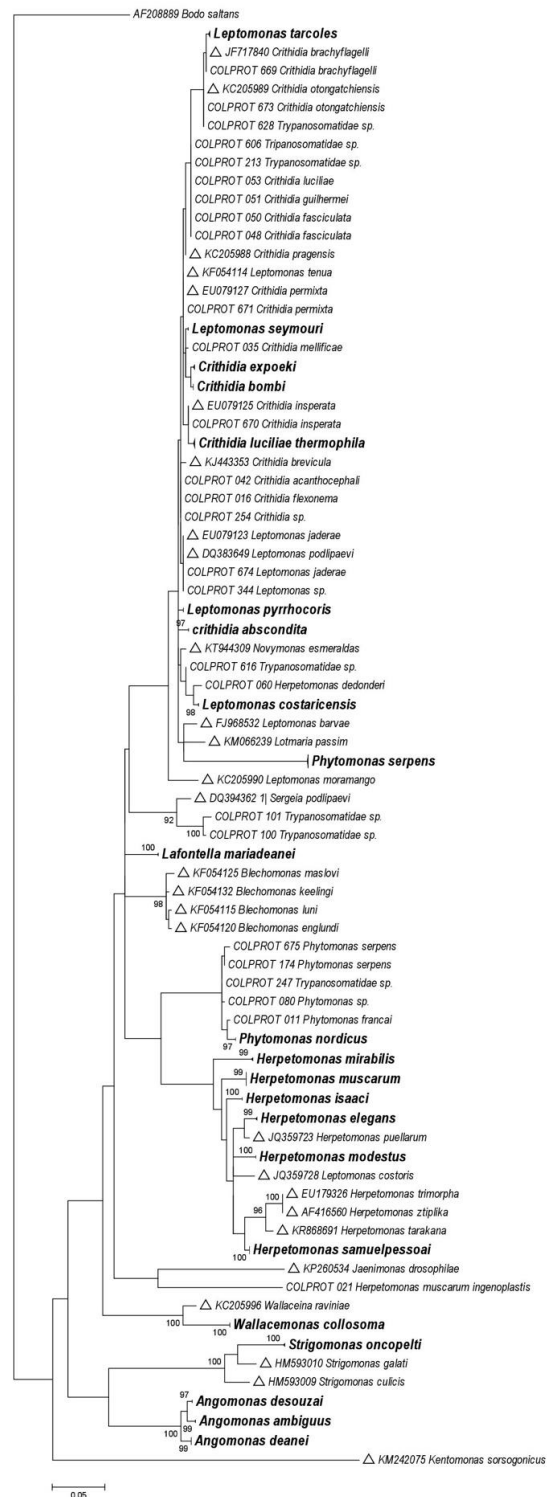 AF208889 Bodo saltans
Leptomonas tarcoles
△ JF717840 Crithidia brachyflagelli
COLPROT 669 Crithidia brachyflagelli
△ KC205989 Crithidia otongatchiensis
COLPROT 673 Crithidia otongatchiensis
COLPROT 628 Trypanosomatidae sp.
COLPROT 606 Tripanosomatidae sp.
COLPROT 213 Trypanosomatidae sp.
COLPROT 053 Crithidia luciliae
COLPROT 051 Crithidia guilhermei
COLPROT 050 Crithidia fasciculata
COLPROT 048 Crithidia fasciculata
△ KC205988 Crithidia pragensis
△ KF054114 Leptomonas tenua
△ EU079127 Crithidia permixta
COLPROT 671 Crithidia permixta
Leptomonas seymouri
COLPROT 035 Crithidia mellificae
Crithidia expoeki
Crithidia bombi
△ EU079125 Crithidia insperata
COLPROT 670 Crithidia insperata
Crithidia luciliae thermophila
△ KJ443353 Crithidia brevicula
COLPROT 042 Crithidia acanthocephali
COLPROT 016 Crithidia flexonema
COLPROT 254 Crithidia sp.
△ EU079123 Leptomonas jaderae
△ DQ383649 Leptomonas podlipaevi
COLPROT 674 Leptomonas jaderae
COLPROT 344 Leptomonas sp.
Leptomonas pyrrhocoris
97 crithidia abscondita
△ KT944309 Novymonas esmeraldas
COLPROT 616 Trypanosomatidae sp.
COLPROT 060 Herpetomonas dedonderi
98 Leptomonas costaricensis
△ FJ968532 Leptomonas barvae
△ KM066239 Lotmaria passim
Phytomonas serpens
△ KC205990 Leptomonas moramango
△ DQ394362 1| Sergeia podlipaevi
92 COLPROT 101 Trypanosomatidae sp.
100 COLPROT 100 Trypanosomatidae sp.
100 Lafontella mariadeanei
△ KF054125 Blechomonas maslovi
△ KF054132 Blechomonas keelingi
98 △ KF054115 Blechomonas luni
△ KF054120 Blechomonas englundi
COLPROT 675 Phytomonas serpens
COLPROT 174 Phytomonas serpens
COLPROT 247 Trypanosomatidae sp.
COLPROT 080 Phytomonas sp.
COLPROT 011 Phytomonas francai
97 Phytomonas nordicus
99 Herpetomonas mirabilis
99 Herpetomonas muscarum
100 Herpetomonas isaaci
99 Herpetomonas elegans
△ JQ359723 Herpetomonas puellarum
100 Herpetomonas modestus
△ JQ359728 Leptomonas costoris
100 △ EU179326 Herpetomonas trimorpha
96 △ AF416560 Herpetomonas ztiplika
△ KR868691 Herpetomonas tarakana
100 Herpetomonas samuelpessoai
△ KP260534 Jaenimonas drosophilae
COLPROT 021 Herpetomonas muscarum ingenoplastis
△ KC205996 Wallaceina raviniae
100 100 Wallacemonas collosoma
100 Strigomonas oncopelti
100 △ HM593010 Strigomonas galati
△ HM593009 Strigomonas culicis
97 Angomonas desouzai
100 99 Angomonas ambiguus
99 Angomonas deanei
△ KM242075 Kentomonas sorsogonicus
0.05